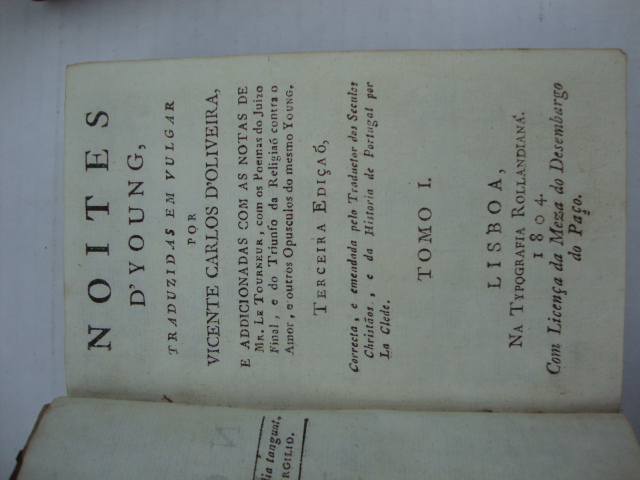 NOITES
D'YOUNG,
TRADUZIDAS EM VULGAR
POR
VICENTE CARLOS D'OLIVEIRA,
E ADDICIONADAS COM AS NOTAS DE
MR. LE TOURNEUR, com os Poemas do Juizo
Final, e do Triunfo da Religiaõ contra o
Amor, e outros Opusculos do mesmo YOUNG.
TERCEIRA EDIÇAÕ,
Correcta, e emendada pelo Traductor dos Seculos
Christãos, e da Historia de Portugal por
La Clede.
TOMO I.
LISBOA,
NA TYPOGRAFIA ROLLANDIANA.
1804.
Com Licença da Meza do Desembargo
do Paço.
tangunt.